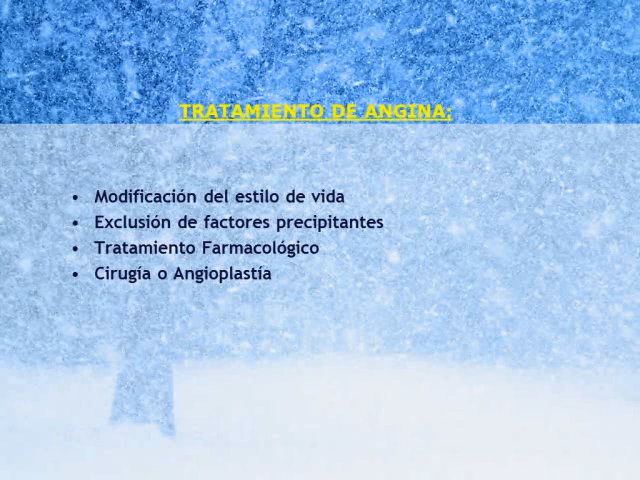 TRATAMIENTO DE ANGINA:
• Modificación del estilo de vida
• Exclusión de factores precipitantes
• Tratamiento Farmacológico
• Cirugía o Angioplastía